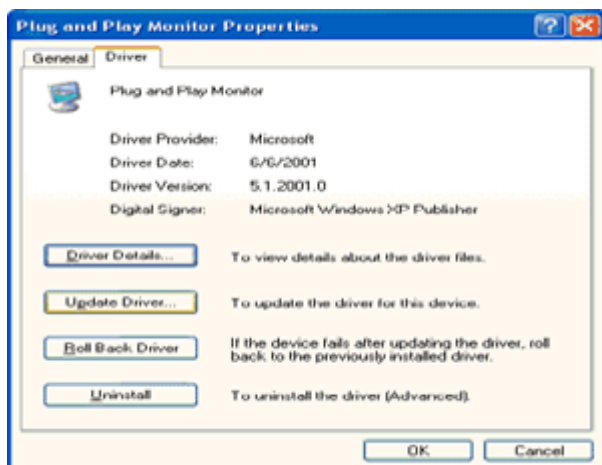 Plug and Play Monitor Properties
General Driver
Plug and Play Monitor
Driver Provider: Microsoft
Driver Date: 6/6/2001
Driver Version: 5.1.2001.0
Digital Signer: Microsoft Windows XP Publisher
Driver Details... To view details about the driver files.
Update Driver... To update the driver for this device.
Roll Back Driver If the device fails after updating the driver, roll
back to the previously installed driver.
Uninstall To uninstall the driver (Advanced).
OK Cancel